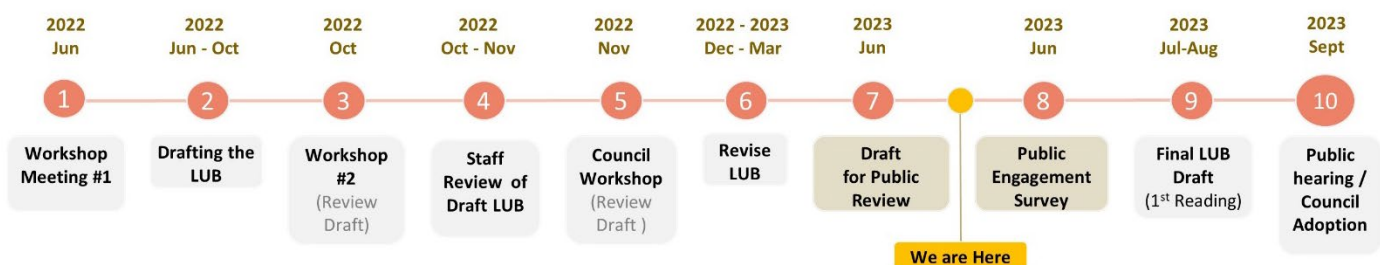 2022
Jun
2022
Jun - Oct
2022
Oct
2022
Oct - Nov
2022
Nov
2022 - 2023
Dec - Mar
2023
Jun
2023
Jun
2023
Jul-Aug
2023
Sept
1
2
3
4
5
6
7
8
9
10
Workshop
Meeting #1
Drafting the
LUB
Workshop
#2
(Review
Draft)
Staff
Review of
Draft LUB
Council
Workshop
(Review
Draft )
Revise
LUB
Draft
for Public
Review
Public
Engagement
Survey
Final LUB
Draft
(1st Reading)
Public
hearing /
Council
Adoption
We are Here